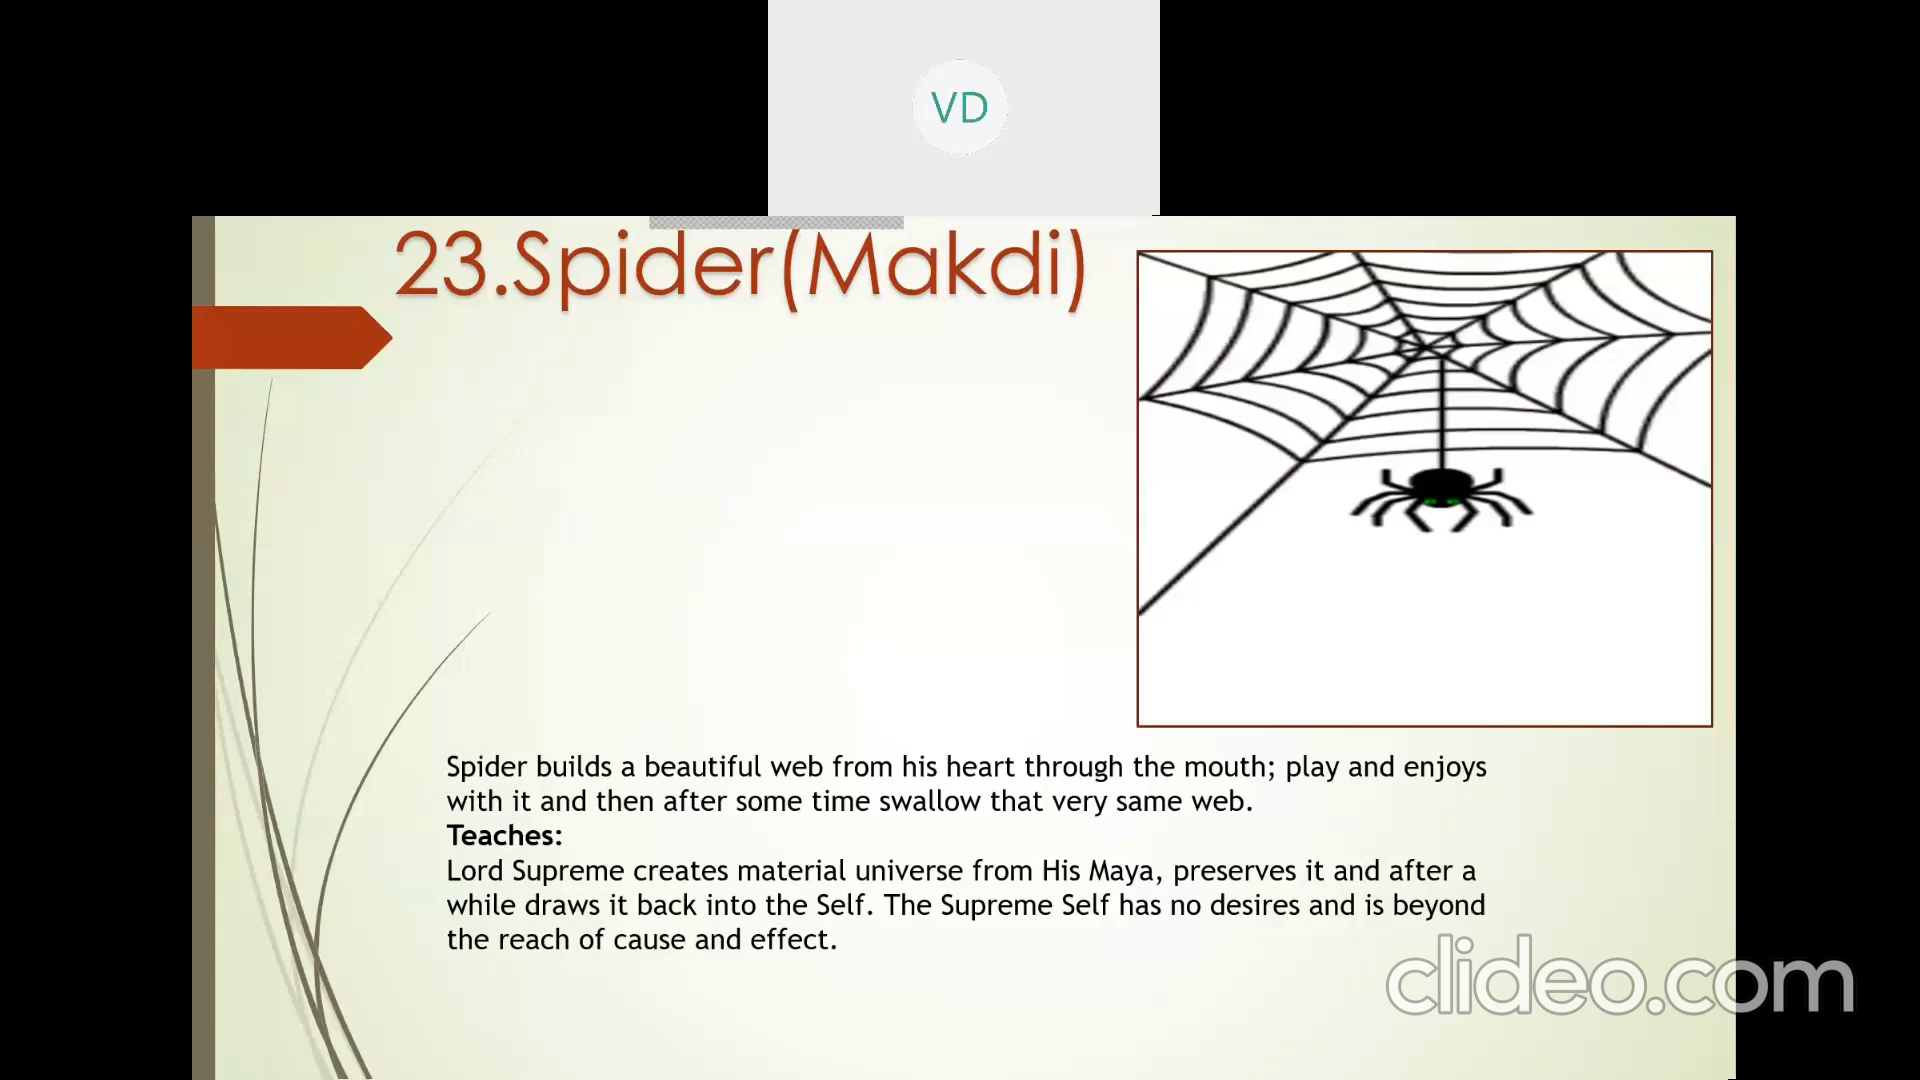 VD
23.Spider(Makdi)
Spider builds a beautiful web from his heart through the mouth; play and enjoys
with it and then after some time swallow that very same web.
Teaches:
Lord Supreme creates material universe from His Maya, preserves it and after a
while draws it back into the Self. The Supreme Self has no desires and is beyond
the reach of cause and effect.
clideo.com